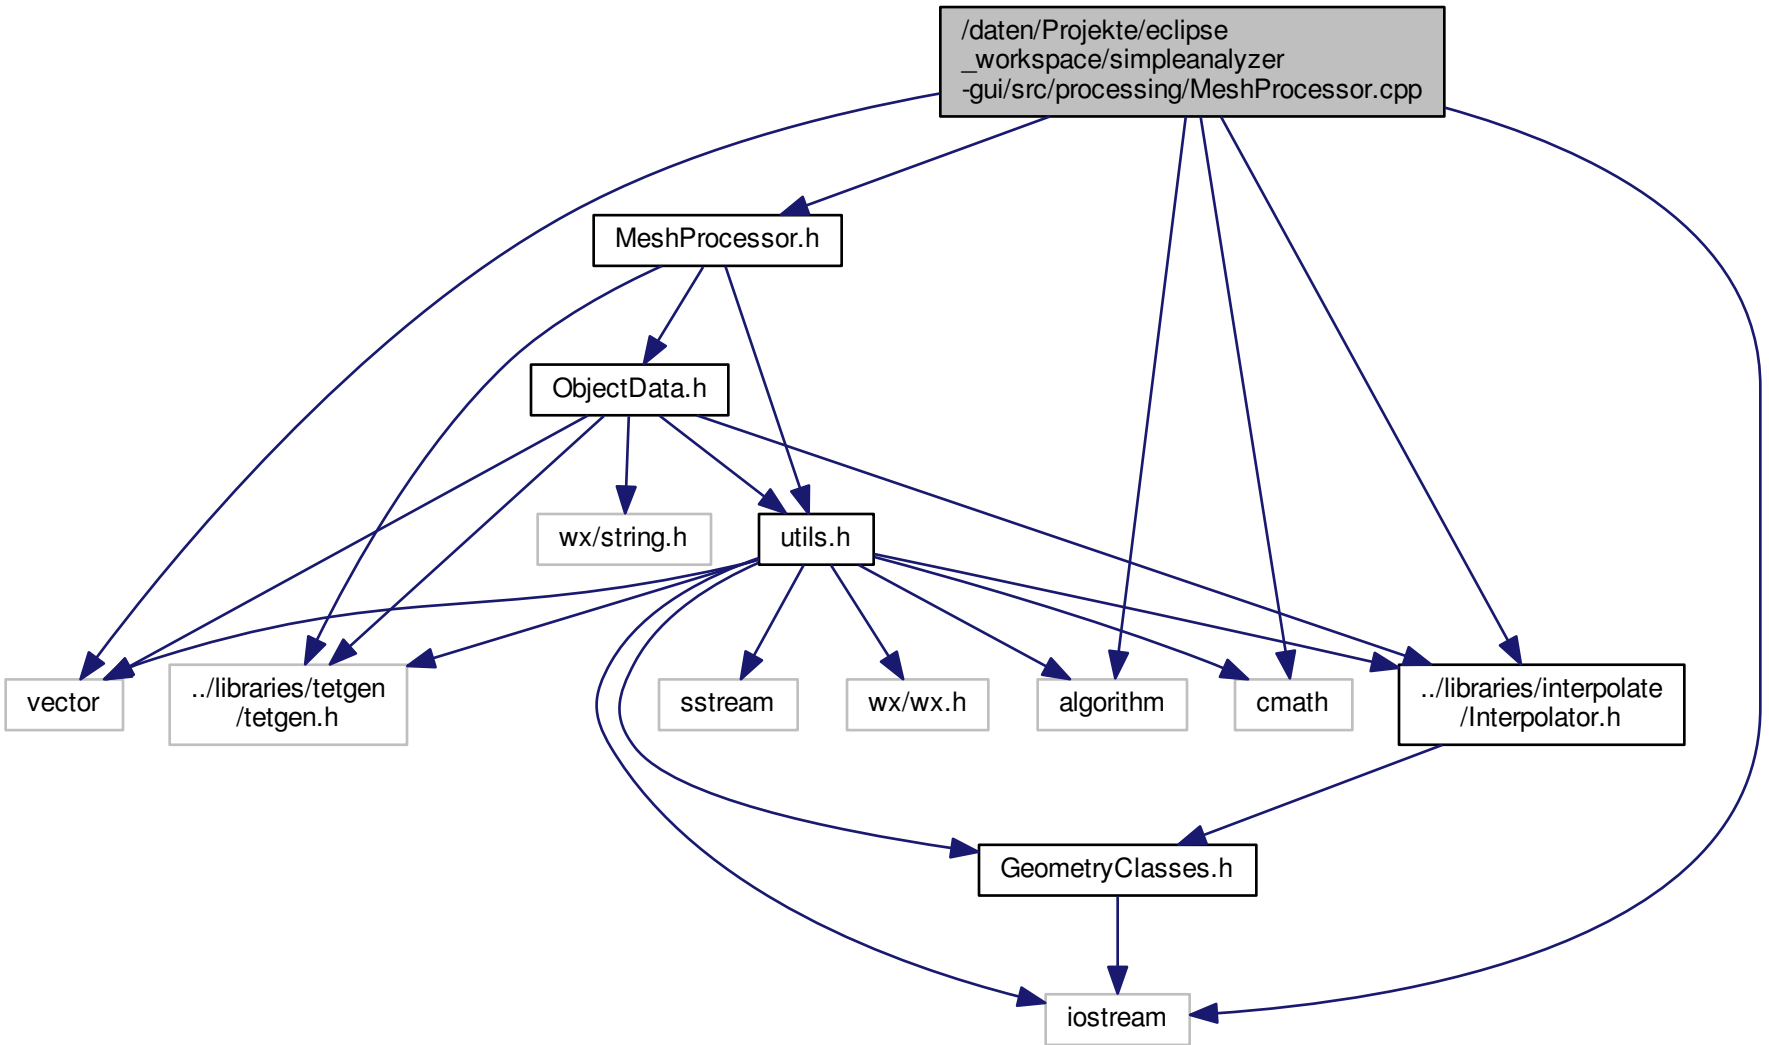 /daten/Projekte/eclipse
_workspace/simpleanalyzer
-gui/src/processing/MeshProcessor.cpp
MeshProcessor.h
ObjectData.h
wx/string.h
utils.h
vector
../libraries/tetgen
/tetgen.h
sstream
wx/wx.h
algorithm
cmath
../libraries/interpolate
/Interpolator.h
GeometryClasses.h
iostream